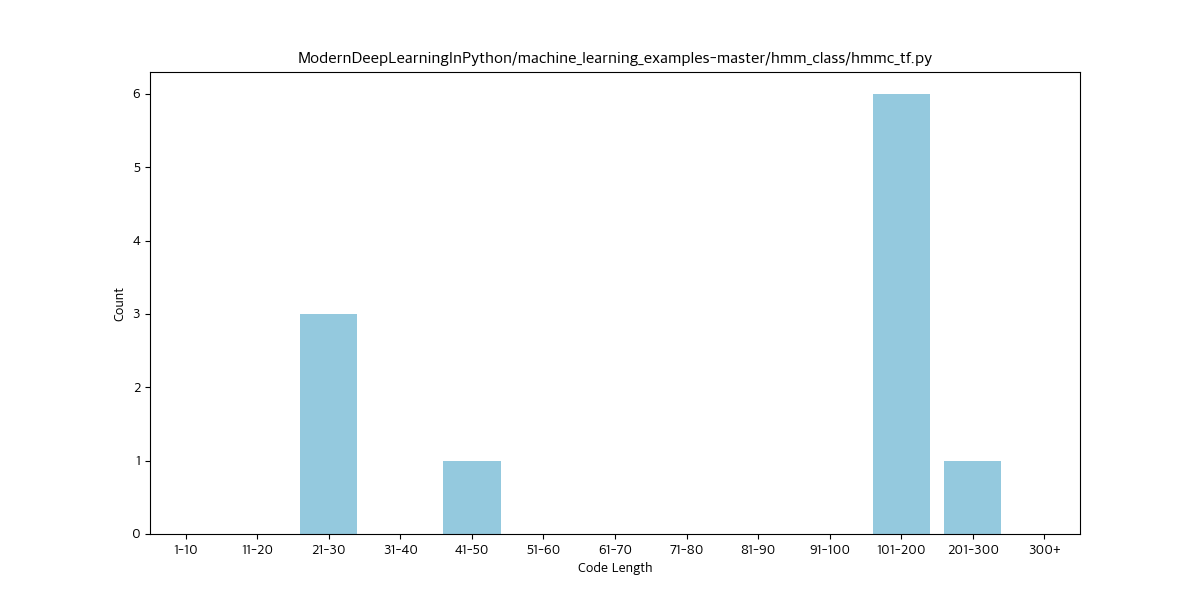 ModernDeepLearningInPython/machine_learning_examples-master/hmm_class/hmmc_tf.py
6
5
4
3
2
1
0
Count
1-10 11-20 21-30 31-40 41-50 51-60 61-70 71-80 81-90 91-100 101-200 201-300 300+
Code Length